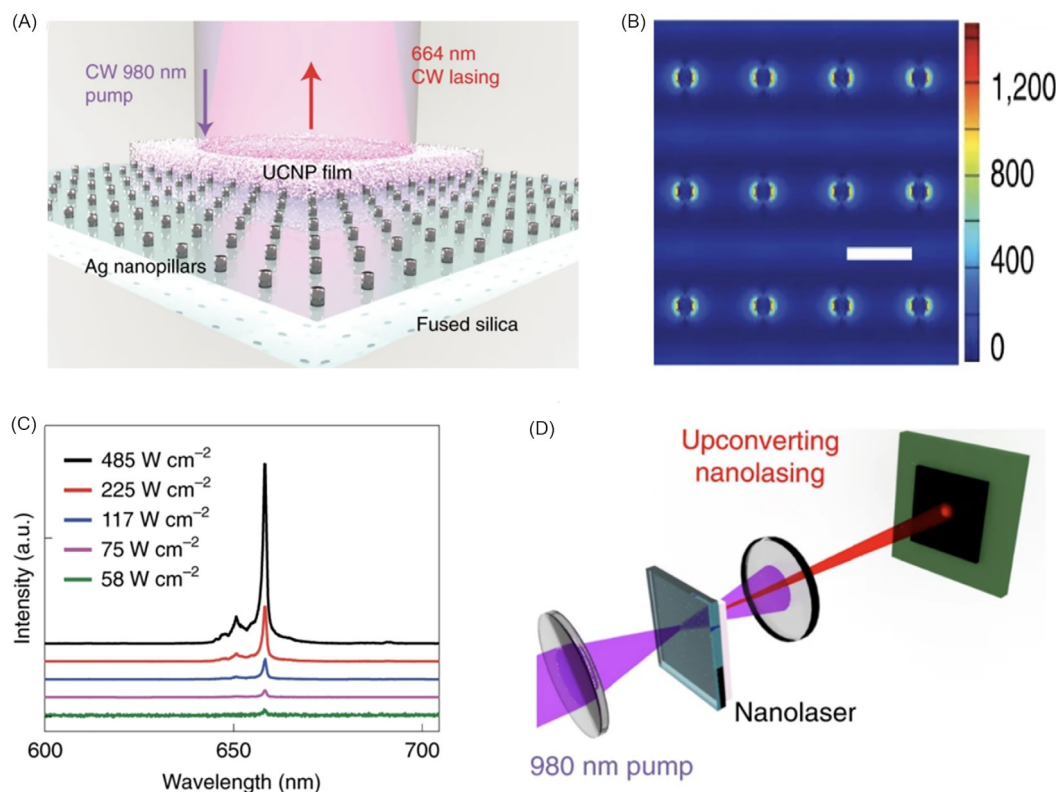 (A)
CW 980 nm
pump
664 nm
CW lasing
UCNP film
Ag nanopillars
Fused silica
(B)
1,200
800
400
0
(C)
485 W cm⁻²
225 W cm⁻²
117 W cm⁻²
75 W cm⁻²
58 W cm⁻²
Intensity (a.u.)
600
650
700
Wavelength (nm)
(D)
Upconverting
nanolasing
Nanolaser
980 nm pump